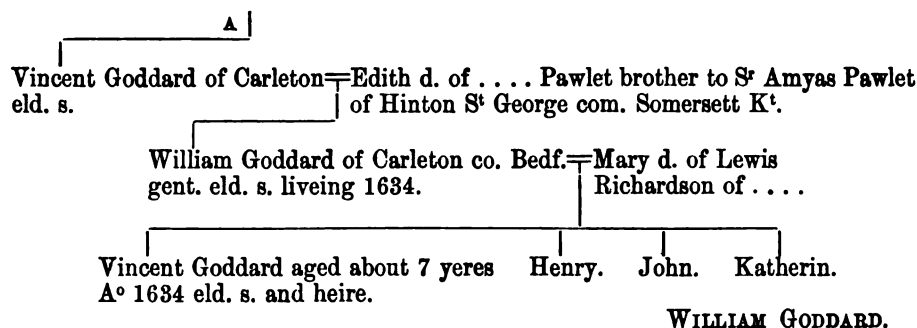 A
Vincent Goddard of Carleton=Edith d. of . . . . Pawlet brother to Sʳ Amyas Pawlet
eld. s. of Hinton Sᵗ George com. Somersett Kᵗ.
William Goddard of Carleton co. Bedf.=Mary d. of Lewis
gent. eld. s. liveing 1634. Richardson of . . . .
Vincent Goddard aged about 7 yeres Henry. John. Katherin.
Aº 1634 eld. s. and heire.
WILLIAM GODDARD.